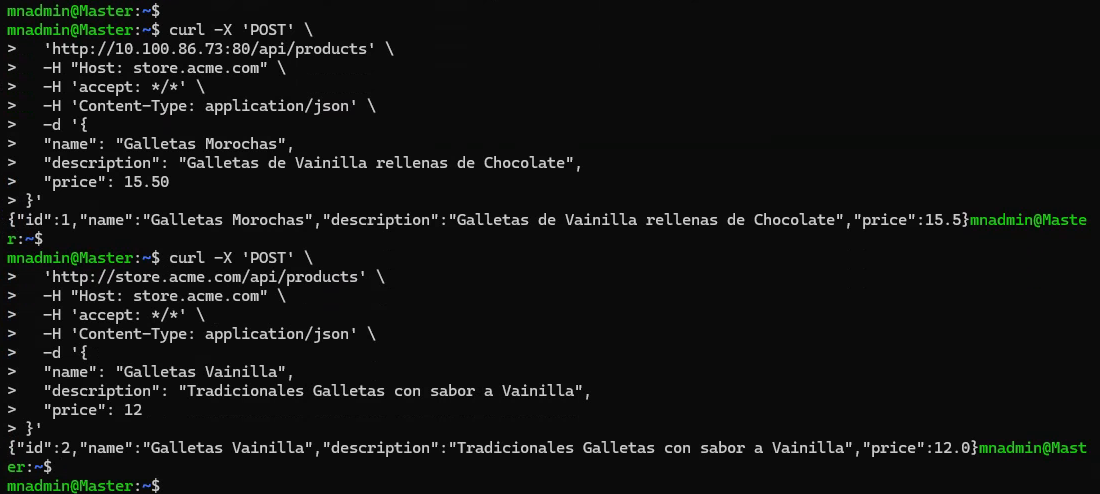 mnadmin@Master:~$
mnadmin@Master:~$ curl -X 'POST' \
>   'http://10.100.86.73:80/api/products' \
>   -H "Host: store.acme.com" \
>   -H 'accept: */*' \
>   -H 'Content-Type: application/json' \
>   -d '{
>   "name": "Galletas Morochas",
>   "description": "Galletas de Vainilla rellenas de Chocolate",
>   "price": 15.50
> }'
{"id":1,"name":"Galletas Morochas","description":"Galletas de Vainilla rellenas de Chocolate","price":15.5}mnadmin@Maste
r:~$
mnadmin@Master:~$ curl -X 'POST' \
>   'http://store.acme.com/api/products' \
>   -H "Host: store.acme.com" \
>   -H 'accept: */*' \
>   -H 'Content-Type: application/json' \
>   -d '{
>   "name": "Galletas Vainilla",
>   "description": "Tradicionales Galletas con sabor a Vainilla",
>   "price": 12
> }'
{"id":2,"name":"Galletas Vainilla","description":"Tradicionales Galletas con sabor a Vainilla","price":12.0}mnadmin@Mast
er:~$
mnadmin@Master:~$